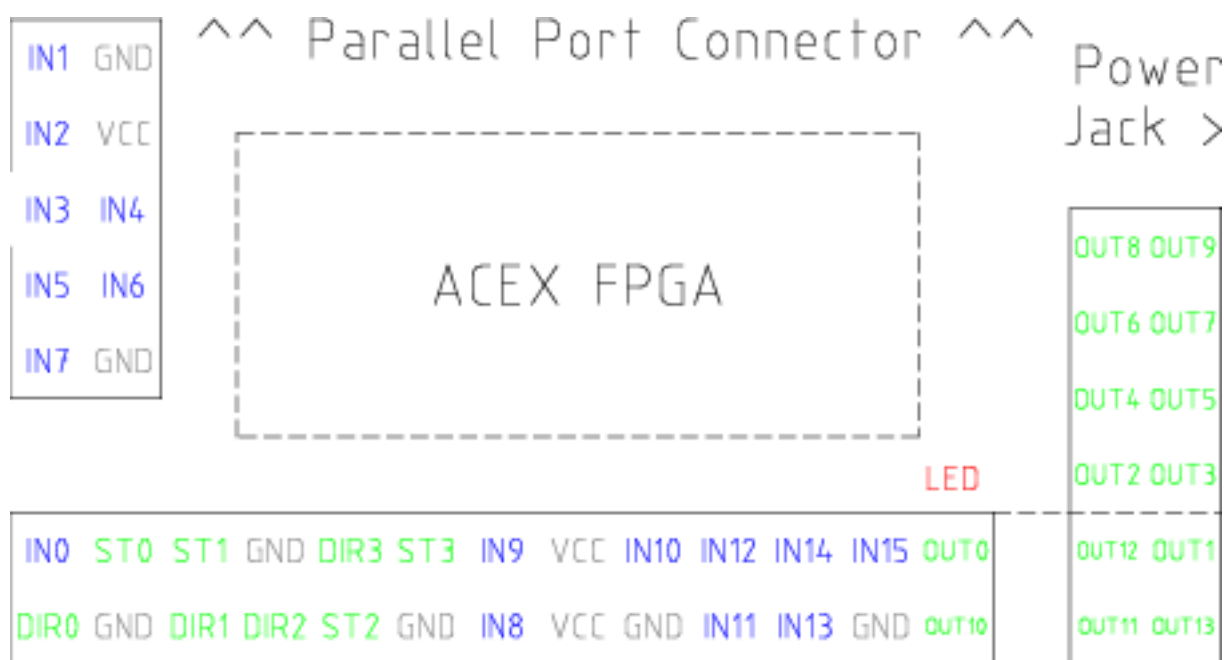 ^^ Parallel Port Connector ^^
Power
Jack >
IN1 GND
IN2 VCC
IN3 IN4
IN5 IN6
IN7 GND
ACEX FPGA
OUT8 OUT9
OUT6 OUT7
OUT4 OUT5
OUT2 OUT3
LED
IN0 ST0 ST1 GND DIR3 ST3 IN9 VCC IN10 IN12 IN14 IN15 OUT0
OUT12 OUT1
DIR0 GND DIR1 DIR2 ST2 GND IN8 VCC GND IN11 IN13 GND OUT10
OUT11 OUT13